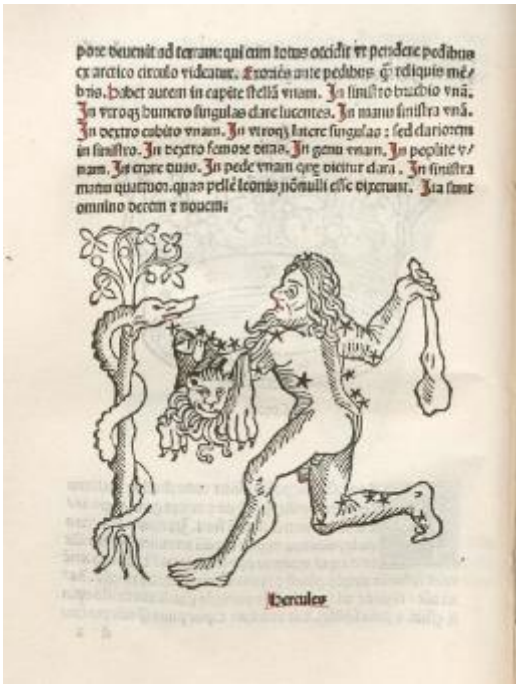 pore deuenit ad terram: qui cum totus occidit vt pendere pedibus
ex arctico circulo videatur. Exoriēs ante pedibus q̄ reliquis mē/
bris. Habet autem in capite stellā vnam. In sinistro brachio vnā.
In vtroqꝫ humero singulas clare lucentes. In manu sinistra vnā.
In dextro cubito vnam. In vtroqꝫ latere singulas: sed clariorem
in sinistro. In dextro femore duas. In genu vnam. In poplite v/
nam. In crure duas. In pede vnam que dicitur clara. In sinistra
manu quattuor. quas pellē leonis nōnulli esse dixerunt. Ita sunt
omnino decem ⁊ nouem.
Hercules